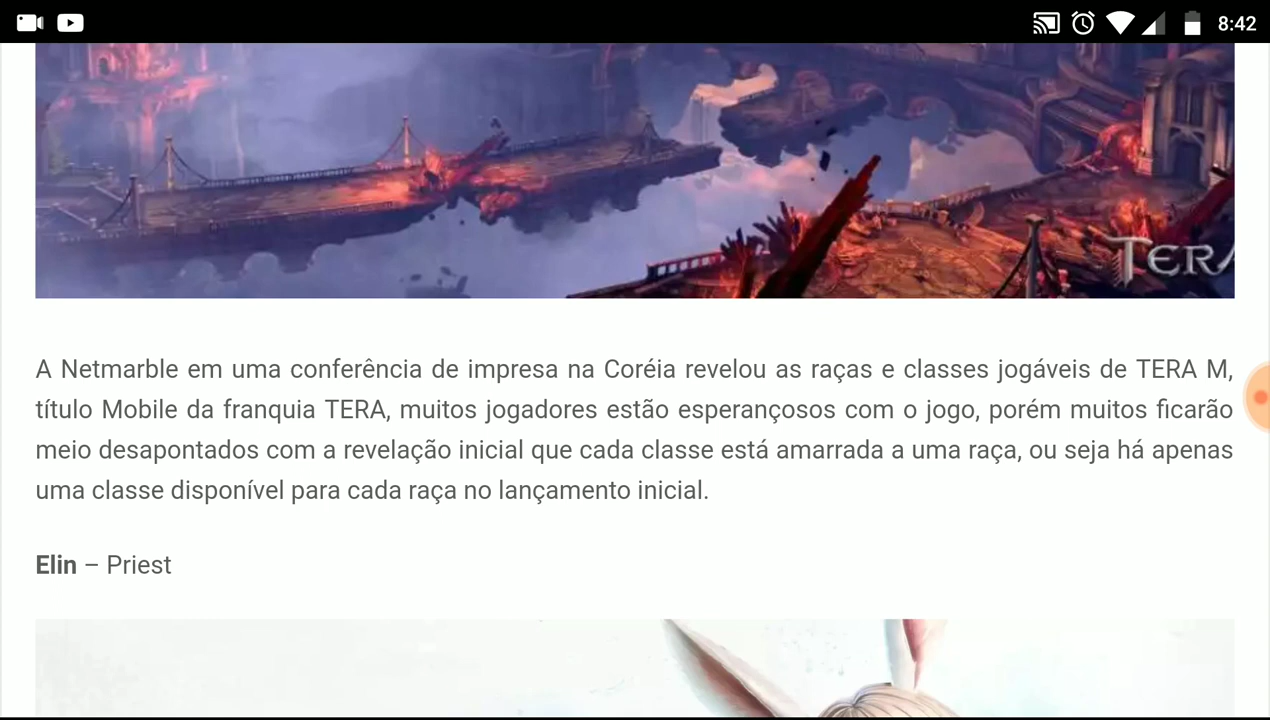 8:42
TERA
A Netmarble em uma conferência de impresa na Coréia revelou as raças e classes jogáveis de TERA M,
título Mobile da franquia TERA, muitos jogadores estão esperançosos com o jogo, porém muitos ficarão
meio desapontados com a revelação inicial que cada classe está amarrada a uma raça, ou seja há apenas
uma classe disponível para cada raça no lançamento inicial.
Elin – Priest